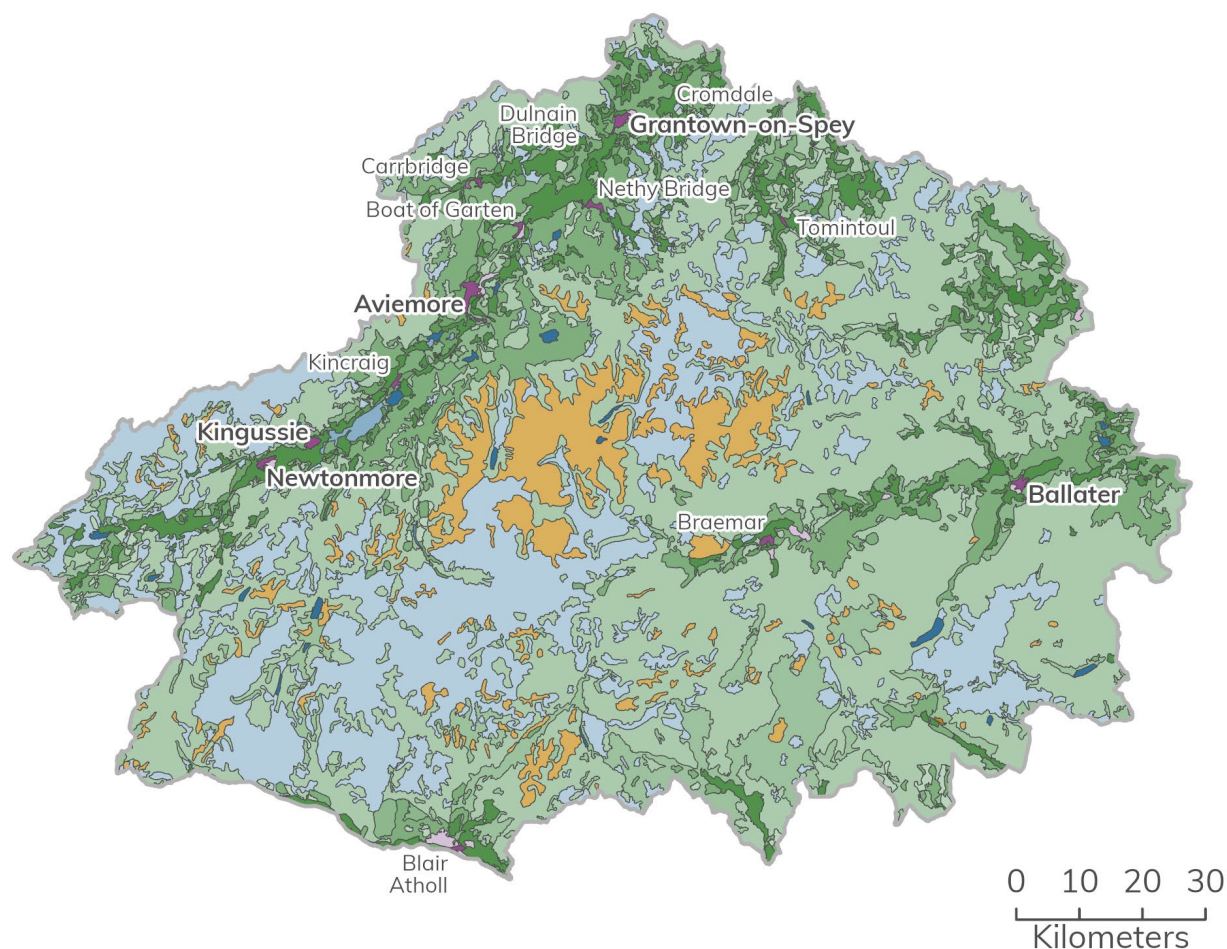 Cromdale
Dulnain
Bridge
Grantown-on-Spey
Carrbridge
Nethy Bridge
Boat of Garten
Tomintoul
Aviemore
Kincraig
Kingussie
Newtonmore
Ballater
Braemar
Blair
Atholl
0 10 20 30
Kilometers